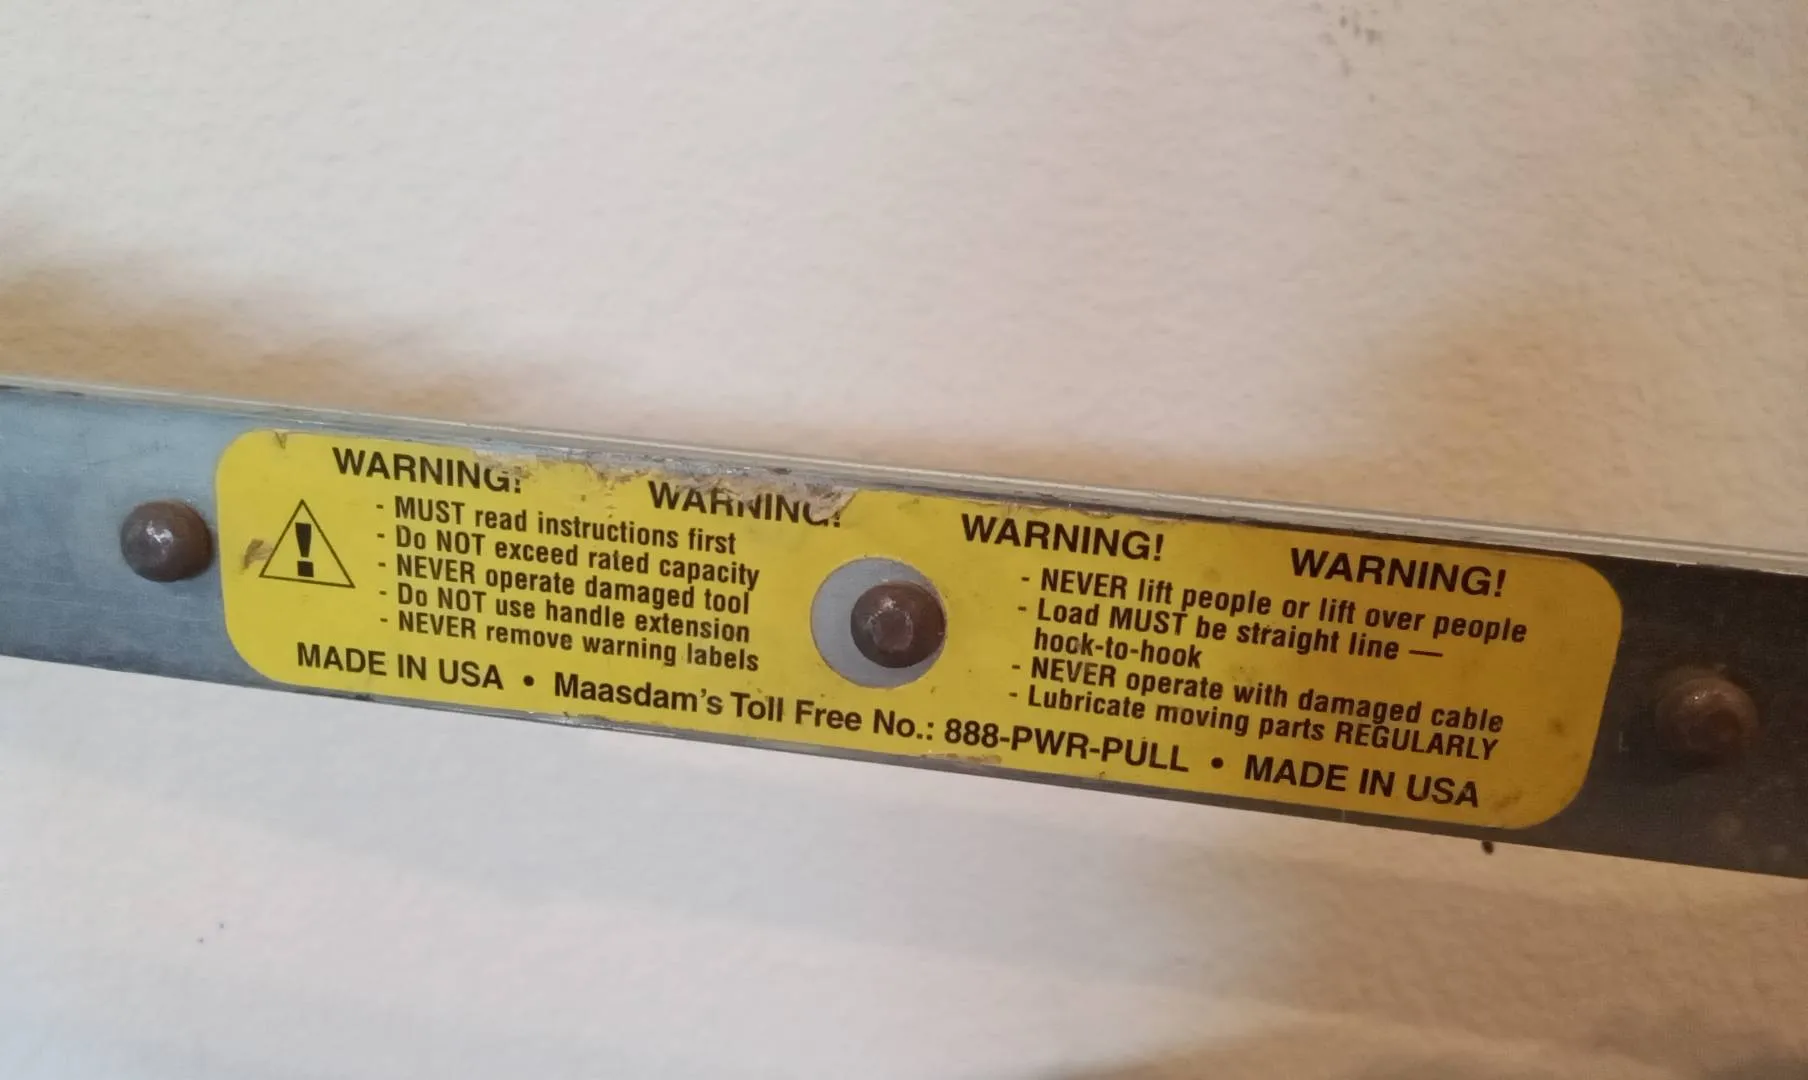 WARNING! WARNING! WARNING! WARNING!
- MUST read instructions first
- Do NOT exceed rated capacity
- NEVER operate damaged tool
- Do NOT use handle extension
- NEVER remove warning labels
- NEVER lift people or lift over people
- Load MUST be straight line —
hook-to-hook
- NEVER operate with damaged cable
- Lubricate moving parts REGULARLY
MADE IN USA • Maasdam's Toll Free No.: 888-PWR-PULL • MADE IN USA